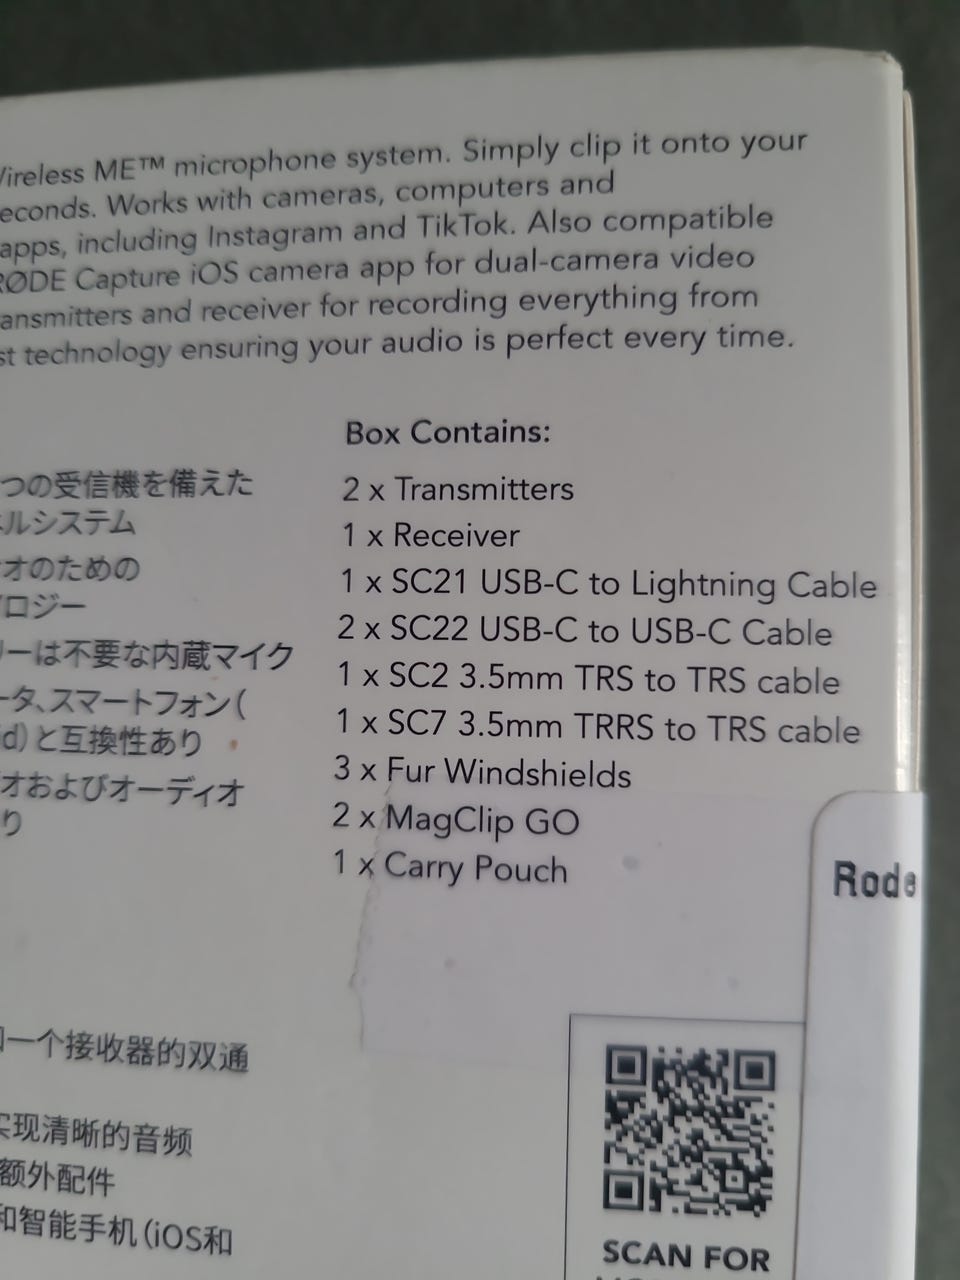 Wireless ME™ microphone system. Simply clip it onto your
econds. Works with cameras, computers and
apps, including Instagram and TikTok. Also compatible
RØDE Capture iOS camera app for dual-camera video
ansmitters and receiver for recording everything from
st technology ensuring your audio is perfect every time.
Box Contains:
2 x Transmitters
1 x Receiver
1 x SC21 USB-C to Lightning Cable
2 x SC22 USB-C to USB-C Cable
1 x SC2 3.5mm TRS to TRS cable
1 x SC7 3.5mm TRRS to TRS cable
3 x Fur Windshields
2 x MagClip GO
1 x Carry Pouch
つの受信機を備えた
ネルシステム
オのための
ロジー
リーは不要な内蔵マイク
ータ、スマートフォン(
id)と互換性あり
オおよびオーディオ
り
Rode
一个接收器的双通
实现清晰的音频
额外配件
和智能手机(iOS和
SCAN FOR